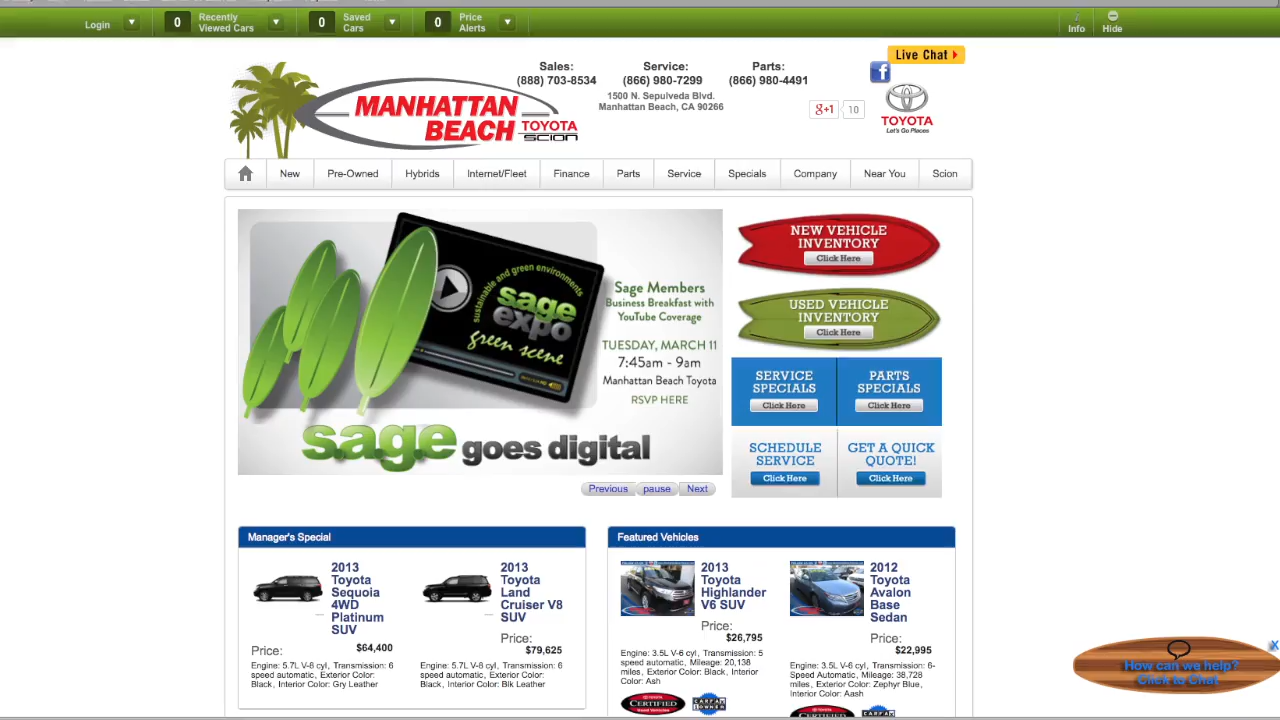 Login
0
Recently
Viewed Cars
0
Saved
Cars
0
Price
Alerts
Info
Hide
MANHATTAN
BEACH
TOYOTA
SCION
Sales:
(888) 703-8534
Service:
(866) 980-7299
Parts:
(866) 980-4491
1500 N. Sepulveda Blvd.
Manhattan Beach, CA 90266
Live Chat
f
g+1
10
TOYOTA
Let's Go Places
New
Pre-Owned
Hybrids
Internet/Fleet
Finance
Parts
Service
Specials
Company
Near You
Scion
sustainable and green environments
sage
expo
green scene
Sage Members
Business Breakfast with
YouTube Coverage
TUESDAY, MARCH 11
7:45am - 9am
Manhattan Beach Toyota
RSVP HERE
s.a.g.e goes digital
Previous
pause
Next
NEW VEHICLE
INVENTORY
Click Here
USED VEHICLE
INVENTORY
Click Here
SERVICE
SPECIALS
Click Here
PARTS
SPECIALS
Click Here
SCHEDULE
SERVICE
Click Here
GET A QUICK
QUOTE!
Click Here
Manager's Special
2013
Toyota
Sequoia
4WD
Platinum
SUV
Price:
$64,400
Engine: 5.7L V-8 cyl, Transmission: 6
speed automatic, Exterior Color:
Black, Interior Color: Gry Leather
2013
Toyota
Land
Cruiser V8
SUV
Price:
$79,625
Engine: 5.7L V-8 cyl, Transmission: 6
speed automatic, Exterior Color:
Black, Interior Color: Blk Leather
Featured Vehicles
2013
Toyota
Highlander
V6 SUV
Price:
$26,795
Engine: 3.5L V-6 cyl, Transmission: 5
speed automatic, Mileage: 20,138
miles, Exterior Color: Black, Interior
Color: Ash
CERTIFIED
CARFAX
1 OWNER
2012
Toyota
Avalon
Base
Sedan
Price:
$22,995
Engine: 3.5L V-6 cyl, Transmission: 6-
Speed Automatic, Mileage: 38,728
miles, Exterior Color: Zephyr Blue,
Interior Color: Aash
CERTIFIED
CARFAX
X
How can we help?
Click to Chat